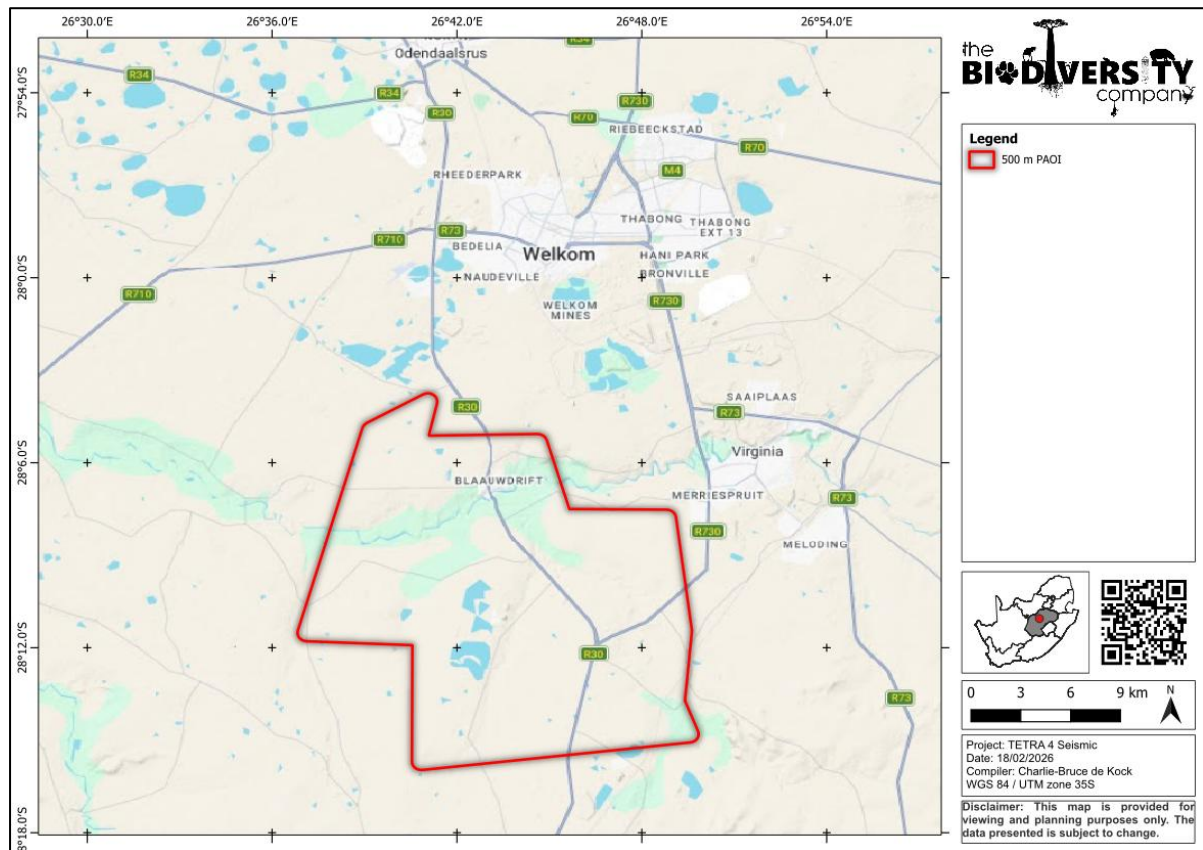 26°30.0'E 26°36.0'E 26°42.0'E 26°48.0'E 26°54.0'E
27°54.0'S
28°0.0'S
28°6.0'S
28°12.0'S
28°18.0'S
R34
Odendaalsrus
R34
R34
R30
R730
R70
RIEBEECKSTAD
R70
M4
RHEEDERPARK
THABONG
THABONG
EXT 13
R73
R710
BEDELIA
Welkom
HANI PARK
BRONVILLE
NAUDEVILLE
R710
WELKOM
MINES
R730
SAAIPLAAS
R30
R73
Virginia
BLAAUWDRIFT
MERRIESPRUIT
R73
R730
MELODING
R30
R73
the
BIODIVERSITY
company
Legend
500 m PAOI
0 3 6 9 km
N
Project: TETRA 4 Seismic
Date: 18/02/2026
Compiler: Charlie-Bruce de Kock
WGS 84 / UTM zone 35S
Disclaimer: This map is provided for
viewing and planning purposes only. The
data presented is subject to change.